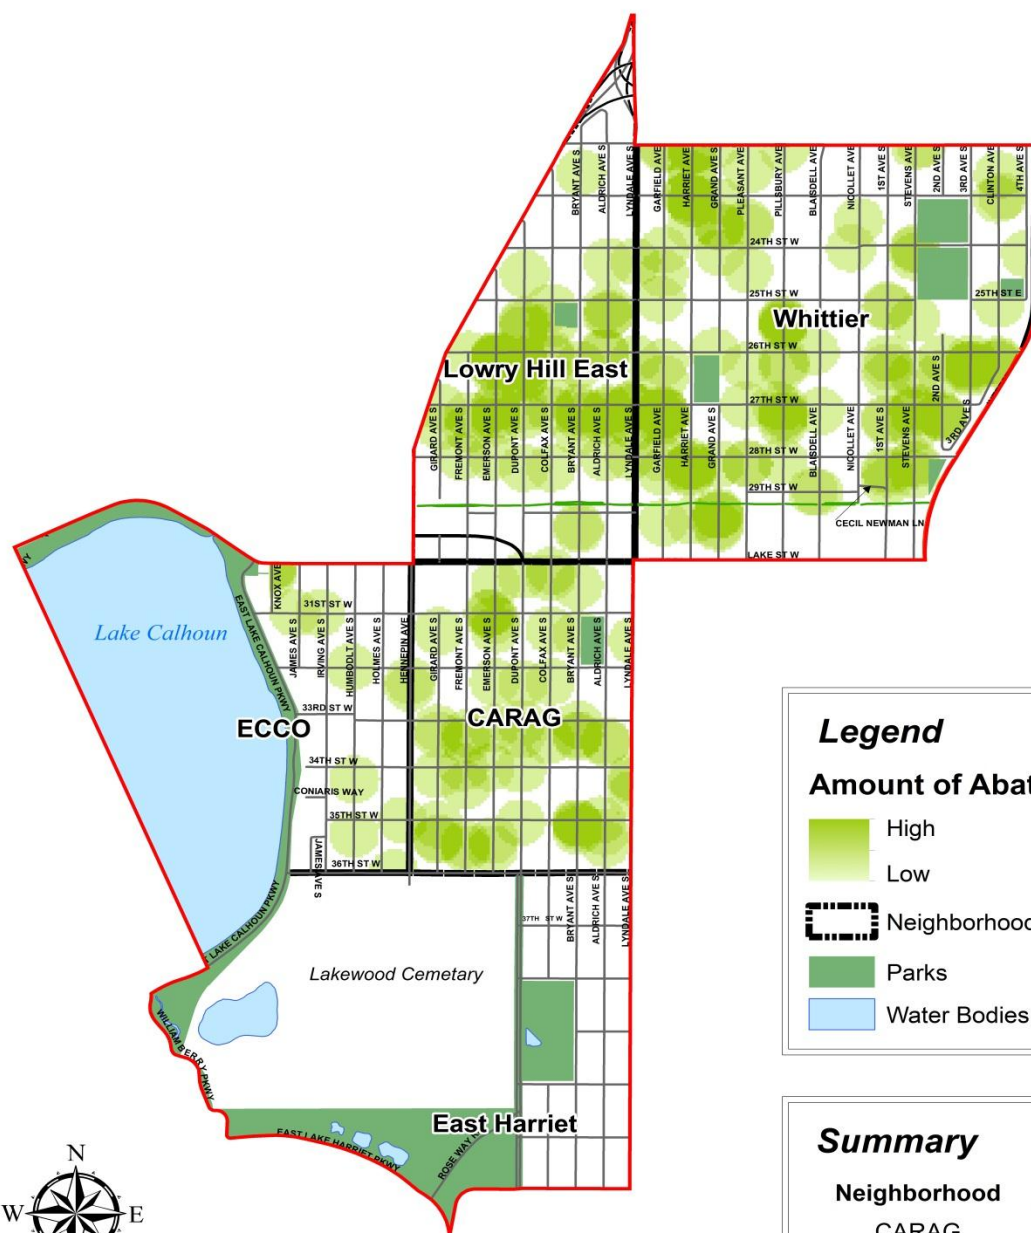 BRYANT AVE S
ALDRICH AVE S
LYNDALE AVE S
GARFIELD AVE
HARRIET AVE
GRAND AVE S
PLEASANT AVE
PILLSBURY AVE
BLAISDELL AVE
NICOLLET AVE
1ST AVE S
STEVENS AVE
2ND AVE S
3RD AVE S
CLINTON AVE
4TH AVE S
24TH ST W
25TH ST W
25TH ST E
Whittier
26TH ST W
Lowry Hill East
2ND AVE S
27TH ST W
GIRARD AVE S
FREMONT AVE S
EMERSON AVE S
DUPONT AVE S
COLFAX AVE S
BRYANT AVE S
ALDRICH AVE S
LYNDALE AVE S
GARFIELD AVE
HARRIET AVE
GRAND AVE S
BLAISDELL AVE
NICOLLET AVE
1ST AVE S
STEVENS AVE
3RD AVE S
28TH ST W
29TH ST W
CECIL NEWMAN LN
LAKE ST W
KNOX AVE
31ST ST W
EAST LAKE CALHOUN PKWY
Lake Calhoun
JAMES AVE S
IRVING AVE S
HUMBODLT AVE S
HOLMES AVE S
HENNEPIN AVE
GIRARD AVE S
FREMONT AVE S
EMERSON AVE S
DUPONT AVE S
COLFAX AVE S
BRYANT AVE S
ALDRICH AVE S
LYNDALE AVE S
33RD ST W
ECCO
CARAG
34TH ST W
CONIARIS WAY
35TH ST W
JAMES AVE S
36TH ST W
37TH ST W
BRYANT AVE S
ALDRICH AVE S
LYNDALE AVE S
LAKE CALHOUN PKWY
Lakewood Cemetary
WILLIAM BERRY PKWY
East Harriet
EAST LAKE HARRIET PKWY
ROSE WAY
N
W
E
Legend
Amount of Abat
High
Low
Neighborhood
Parks
Water Bodies
Summary
Neighborhood
CARAG